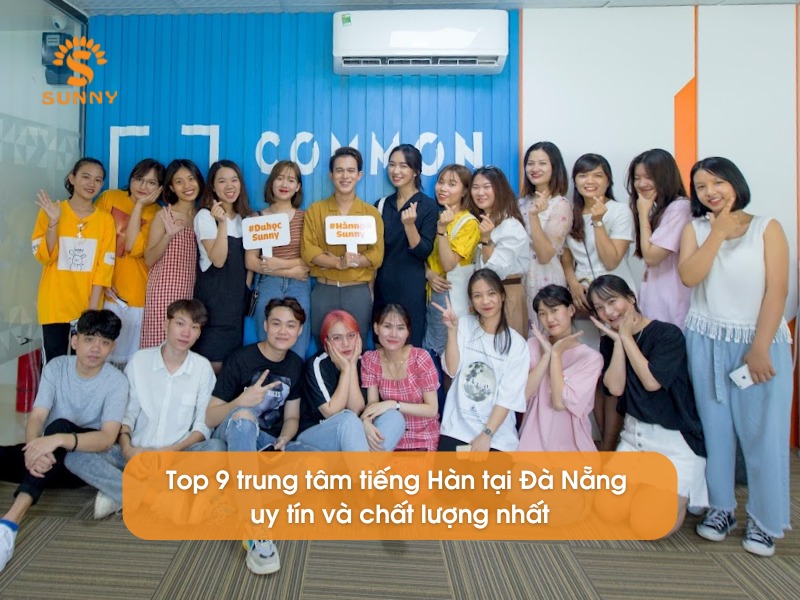 SUNNY
COMMON
#Duhọc
Sunny
Sunny
Top 9 trung tâm tiếng Hàn tại Đà Nẵng
uy tín và chất lượng nhất